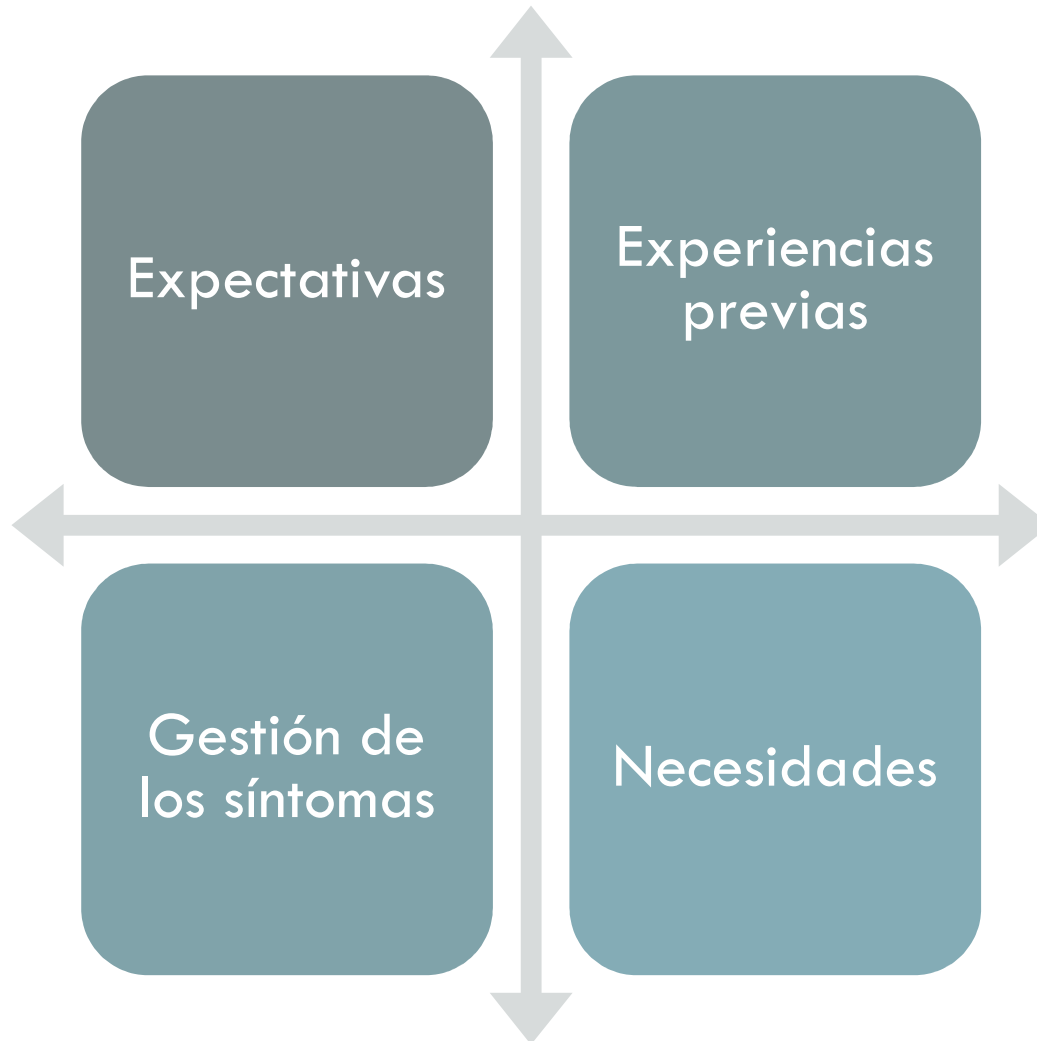 Expectativas
Experiencias
previas
Gestión de
los síntomas
Necesidades